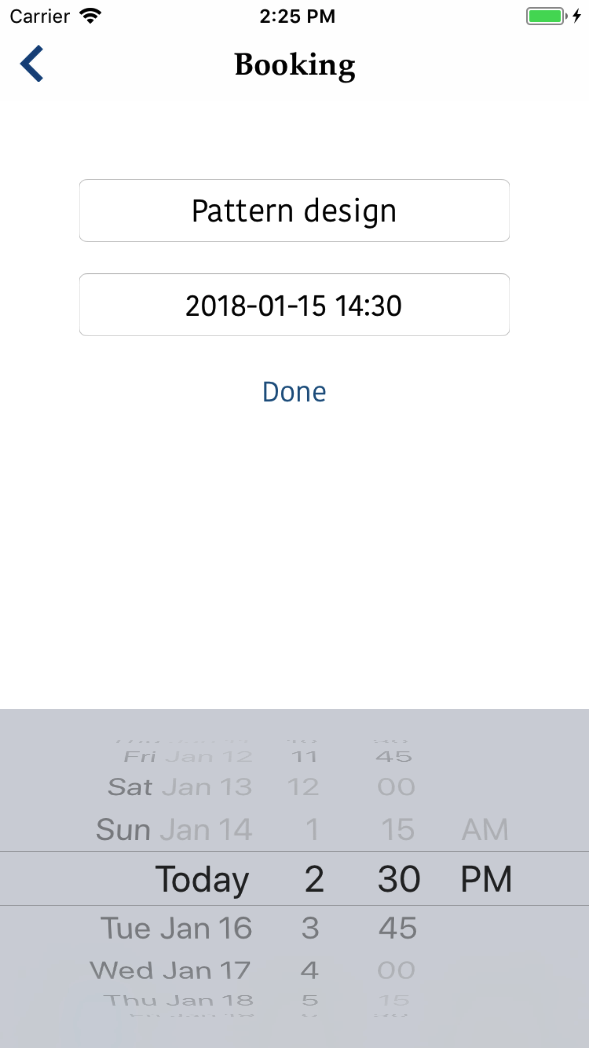 Carrier 2:25 PM
Booking
Pattern design
2018-01-15 14:30
Done
Fri Jan 12 11 45
Sat Jan 13 12 00
Sun Jan 14 1 15 AM
Today 2 30 PM
Tue Jan 16 3 45
Wed Jan 17 4 00
Thu Jan 18 5 15